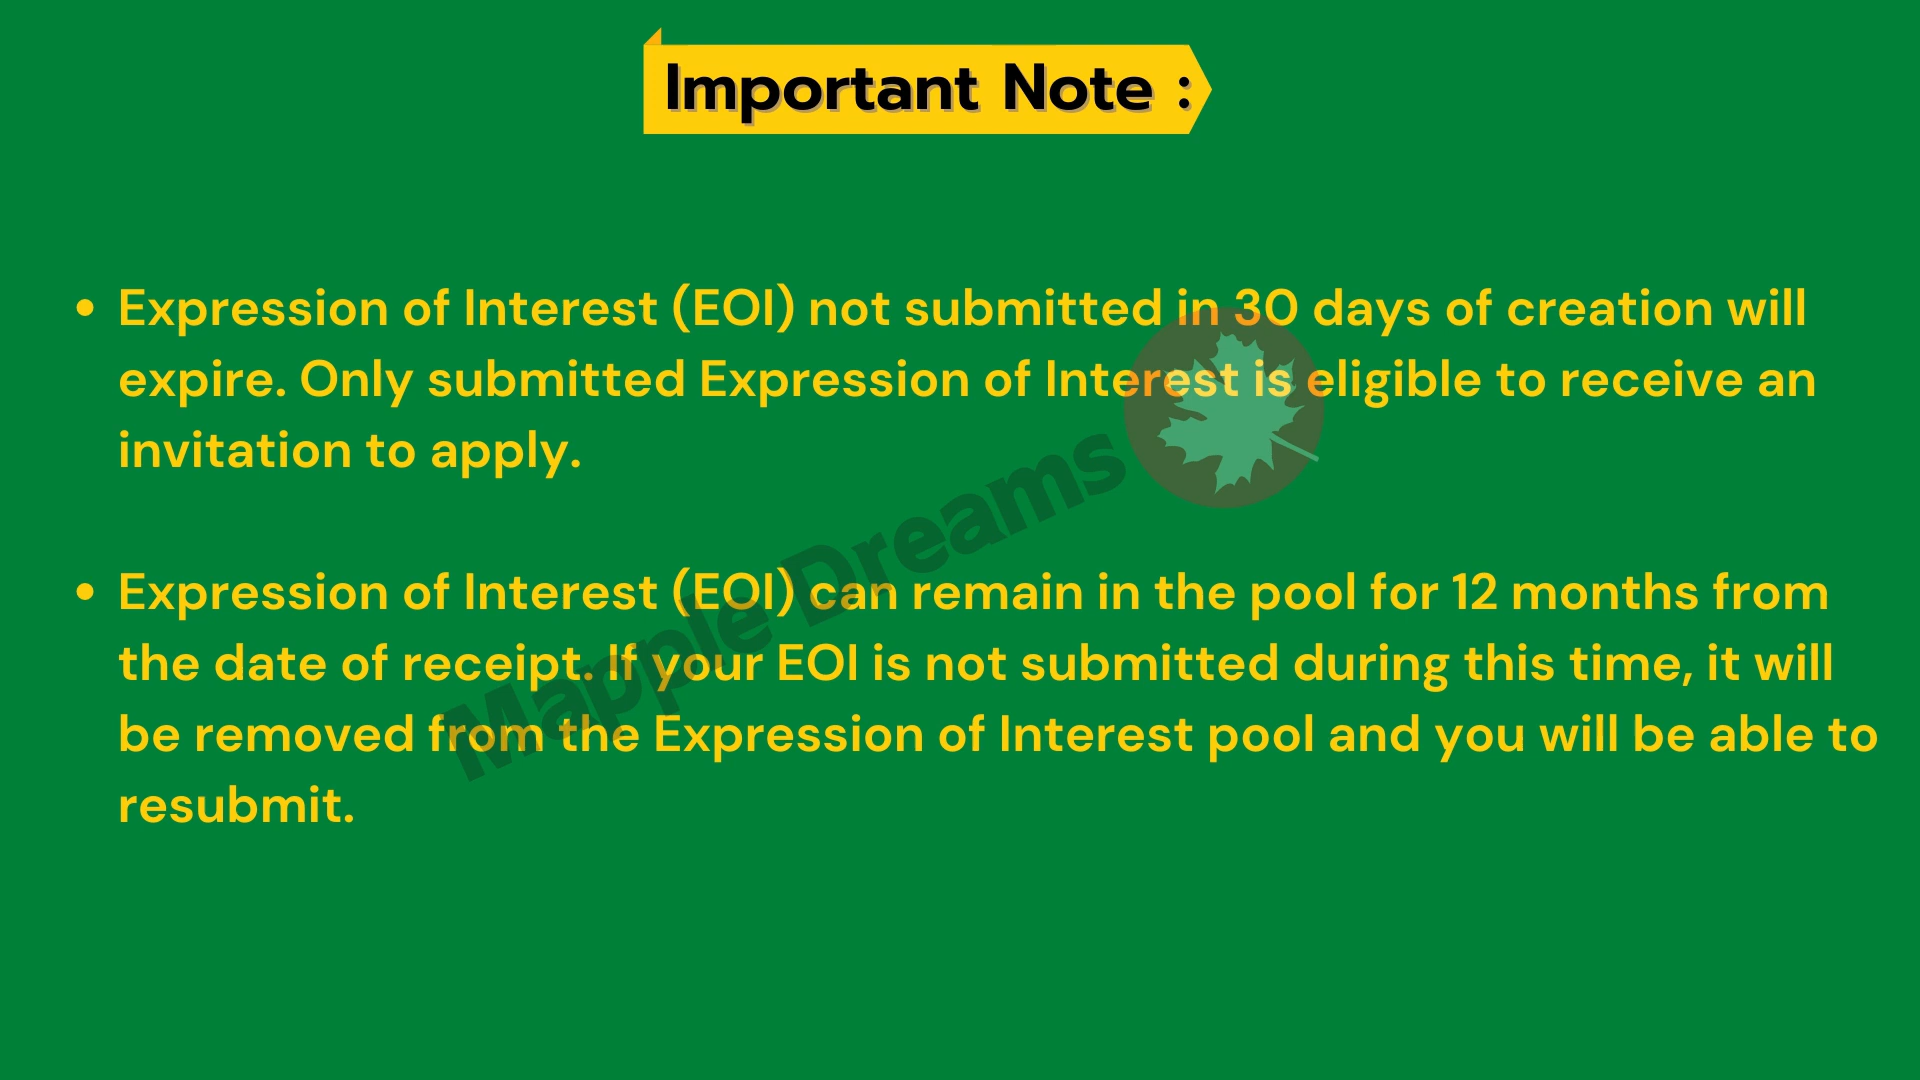 Important Note :
• Expression of Interest (EOI) not submitted in 30 days of creation will
expire. Only submitted Expression of Interest is eligible to receive an
invitation to apply.
• Expression of Interest (EOI) can remain in the pool for 12 months from
the date of receipt. If your EOI is not submitted during this time, it will
be removed from the Expression of Interest pool and you will be able to
resubmit.
Mapple Dreams